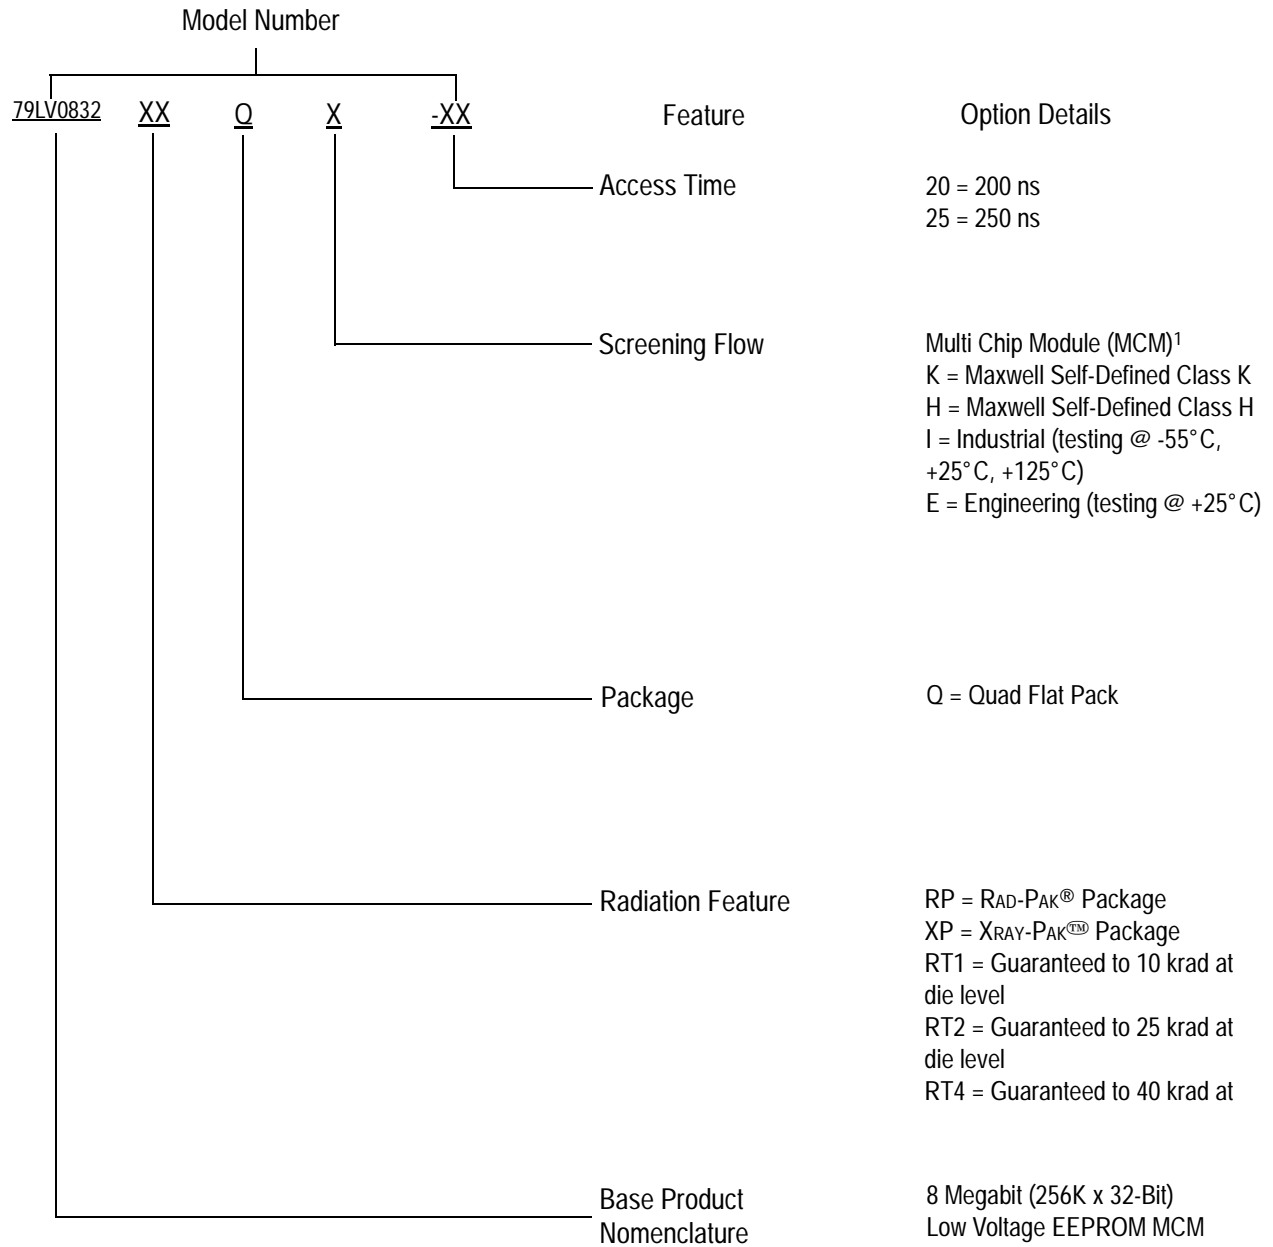 Model Number
79LV0832 XX Q X -XX Feature Option Details
Access Time 20 = 200 ns
25 = 250 ns
Screening Flow Multi Chip Module (MCM)1
K = Maxwell Self-Defined Class K
H = Maxwell Self-Defined Class H
I = Industrial (testing @ -55°C,
+25°C, +125°C)
E = Engineering (testing @ +25°C)
Package Q = Quad Flat Pack
Radiation Feature RP = RAD-PAK® Package
XP = XRAY-PAK™ Package
RT1 = Guaranteed to 10 krad at
die level
RT2 = Guaranteed to 25 krad at
die level
RT4 = Guaranteed to 40 krad at
Base Product 8 Megabit (256K x 32-Bit)
Nomenclature Low Voltage EEPROM MCM